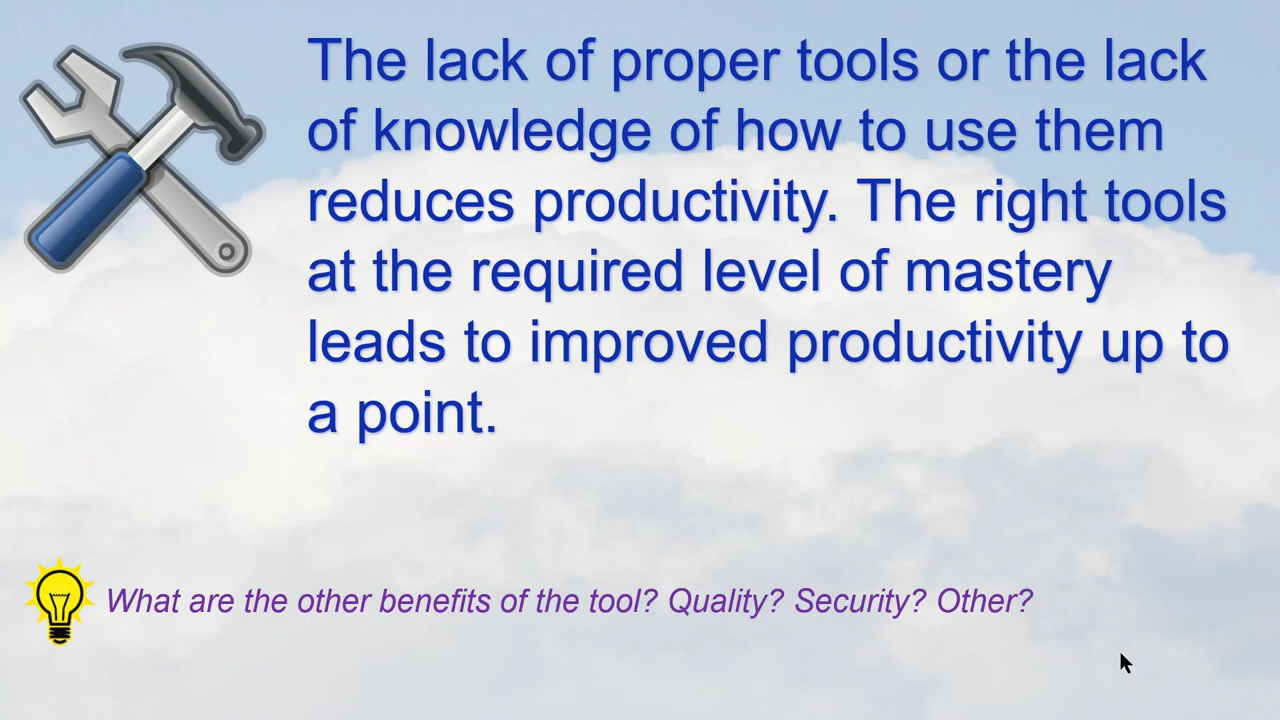 The lack of proper tools or the lack
of knowledge of how to use them
reduces productivity. The right tools
at the required level of mastery
leads to improved productivity up to
a point.
What are the other benefits of the tool? Quality? Security? Other?